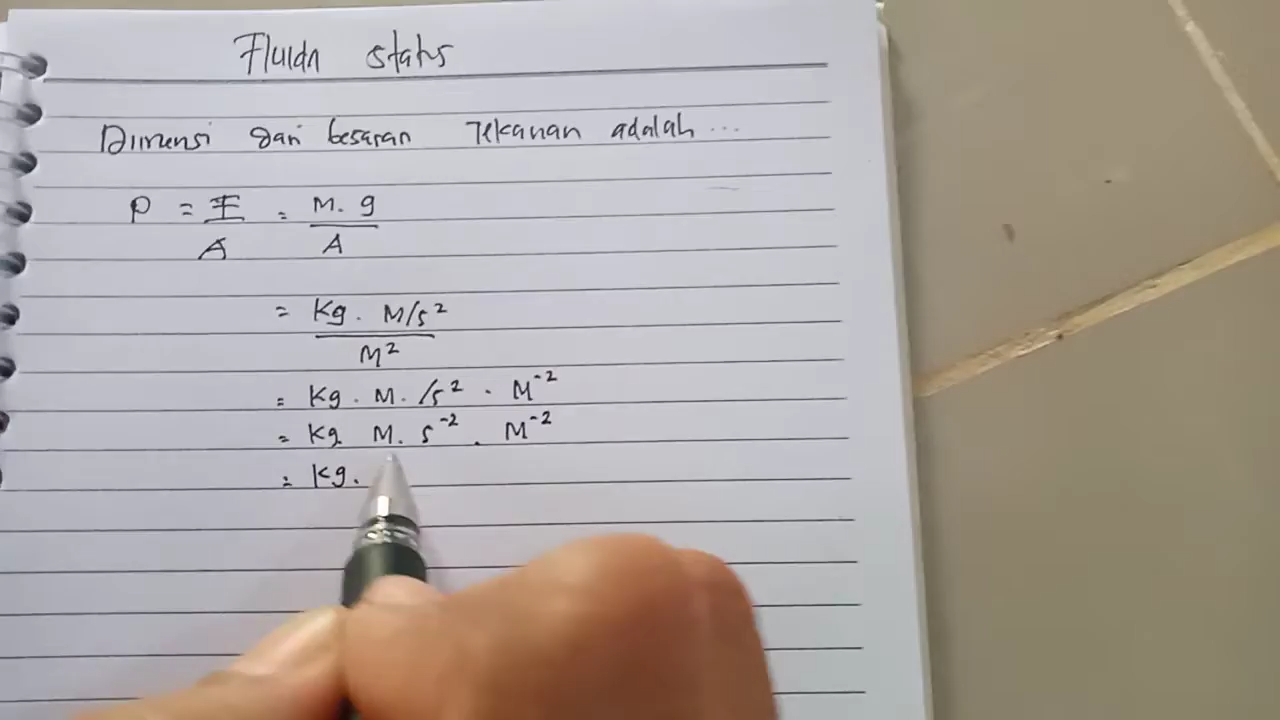 Fluida statis
Dimensi dari besaran Tekanan adalah ...
P = F/A = M. g/A
= Kg. M/s²/M²
= Kg. M. /s² . M⁻²
= Kg. M. s⁻² . M⁻²
= Kg.